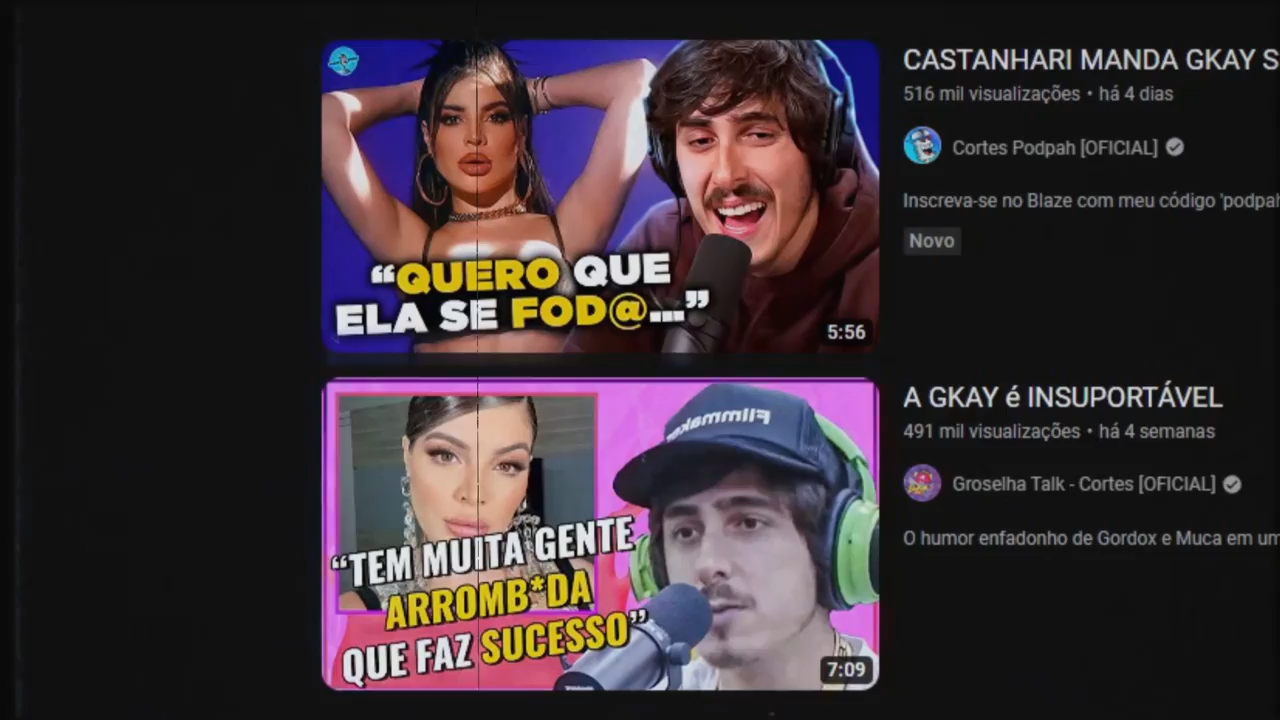 “QUERO QUE
ELA SE FOD@...”
5:56
CASTANHARI MANDA GKAY S
516 mil visualizações • há 4 dias
Cortes Podpah [OFICIAL]
Inscreva-se no Blaze com meu código 'podpah
Novo
Filmmaker
“TEM MUITA GENTE
ARROMB*DA
QUE FAZ SUCESSO”
7:09
A GKAY é INSUPORTÁVEL
491 mil visualizações • há 4 semanas
Groselha Talk - Cortes [OFICIAL]
O humor enfadonho de Gordox e Muca em um